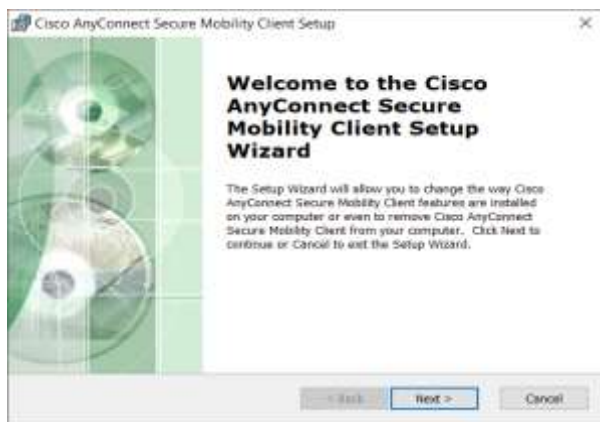 Cisco AnyConnect Secure Mobility Client Setup
Welcome to the Cisco
AnyConnect Secure
Mobility Client Setup
Wizard
The Setup Wizard will allow you to change the way Cisco
AnyConnect Secure Mobility Client features are installed
on your computer or even to remove Cisco AnyConnect
Secure Mobility Client from your computer. Click Next to
continue or Cancel to exit the Setup Wizard.
< Back
Next >
Cancel